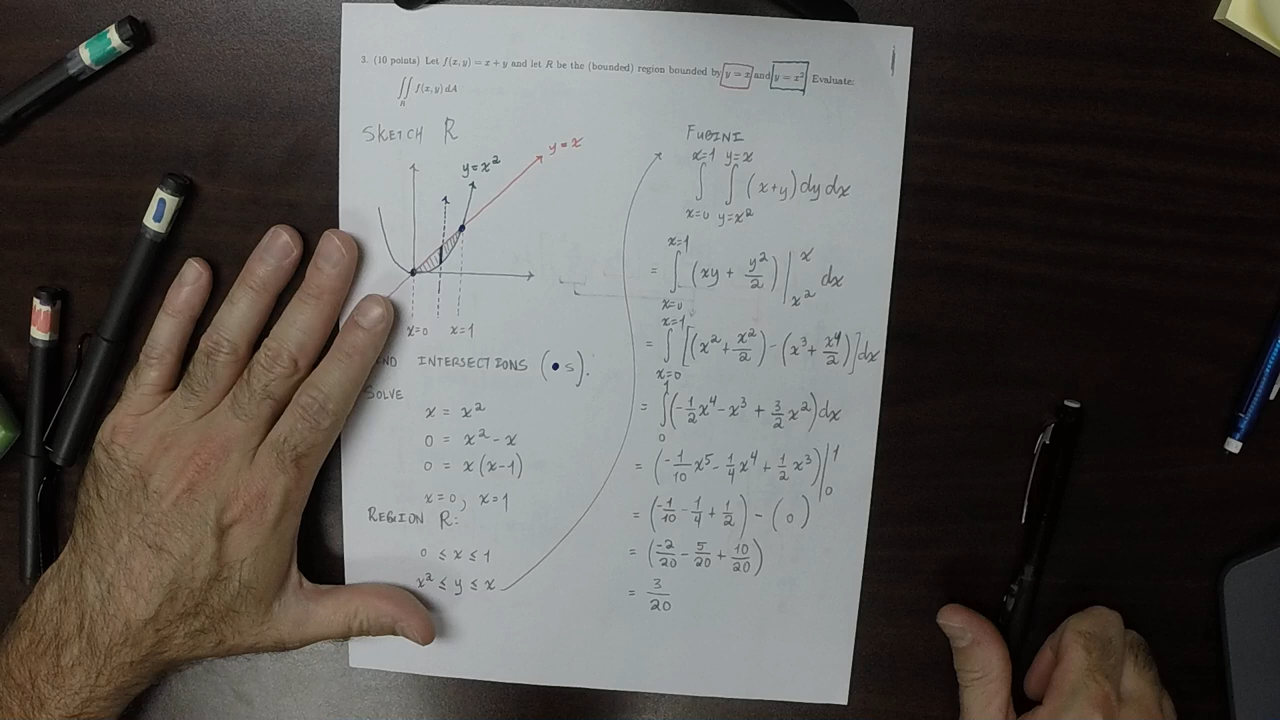 3. (10 points) Let f(x, y) = x + y and let R be the (bounded) region bounded by y = x and y = x². Evaluate:
∬_R f(x, y) dA
SKETCH R
y = x²
y = x
x=0 x=1
INTERSECTIONS (• s).
SOLVE
x = x²
0 = x² - x
0 = x(x-1)
x=0, x=1
REGION R:
0 ≤ x ≤ 1
x² ≤ y ≤ x
FUBINI
x=1 y=x
∫ ∫ (x+y) dy dx
x=0 y=x²
x=1
= ∫ (xy + y²/2) |_{x²}^{x} dx
x=0
x=1
= ∫ [(x² + x²/2) - (x³ + x⁴/2)] dx
x=0
= ∫_0^1 (-1/2 x⁴ - x³ + 3/2 x²) dx
= (-1/10 x⁵ - 1/4 x⁴ + 1/2 x³) |_0^1
= (-1/10 - 1/4 + 1/2) - (0)
= (-2/20 - 5/20 + 10/20)
= 3/20